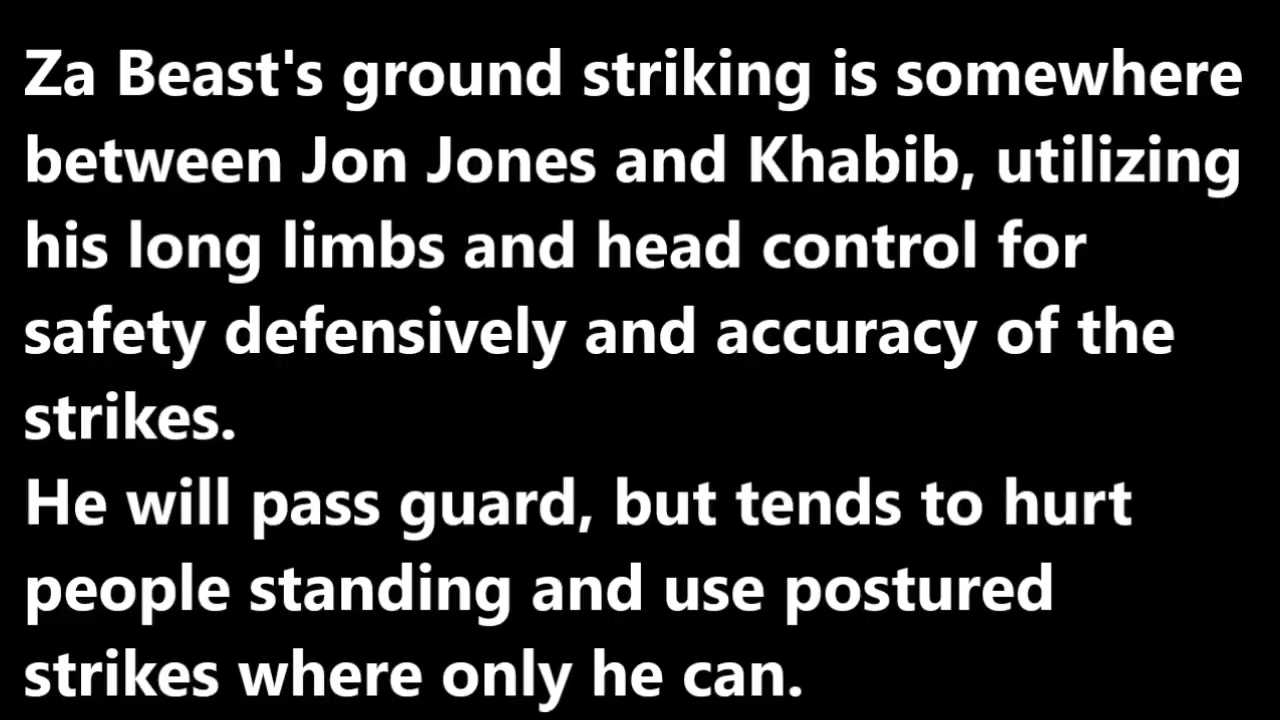 Za Beast's ground striking is somewhere
between Jon Jones and Khabib, utilizing
his long limbs and head control for
safety defensively and accuracy of the
strikes.
He will pass guard, but tends to hurt
people standing and use postured
strikes where only he can.